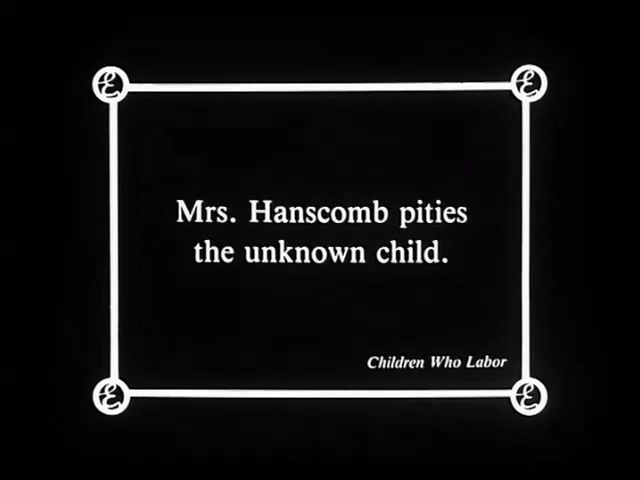 E E
Mrs. Hanscomb pities
the unknown child.
Children Who Labor
E E